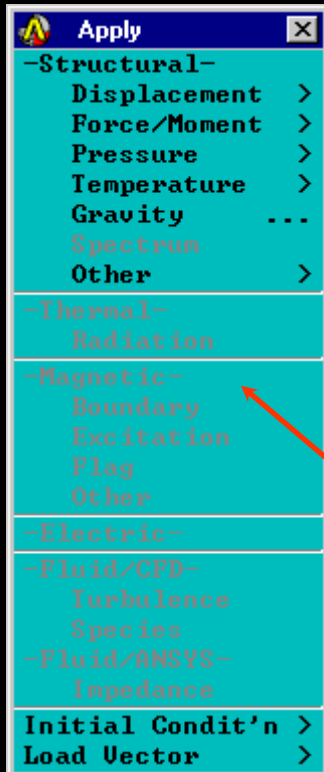 Apply
-Structural-
Displacement >
Force/Moment >
Pressure >
Temperature >
Gravity ...
Spectrum
Other >
-Thermal-
Radiation
-Magnetic-
Boundary
Excitation
Flag
Other
-Electric-
-Fluid/CFD-
Turbulence
Species
-Fluid/ANSYS-
Impedance
Initial Condit'n >
Load Vector >